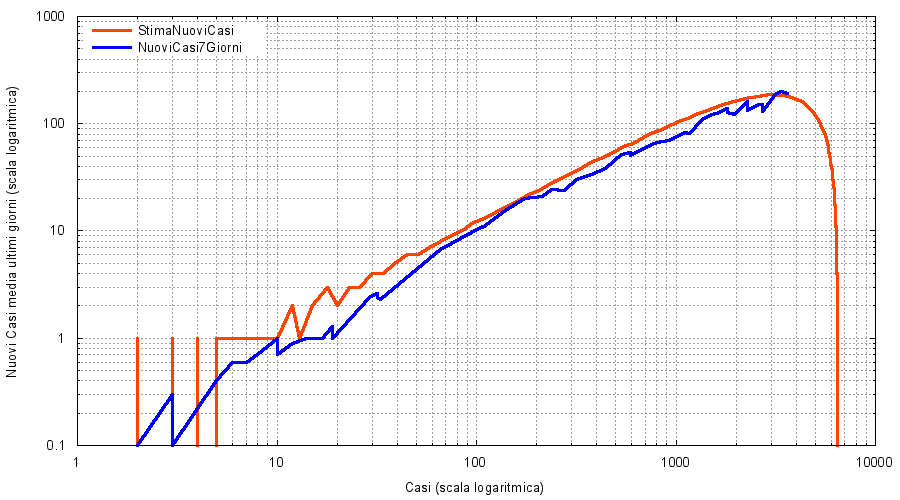 1000
StimaNuoviCasi
NuoviCasi7Giorni
100
10
1
0.1
Nuovi Casi media ultimi giorni (scala logaritmica)
1
10
100
1000
10000
Casi (scala logaritmica)